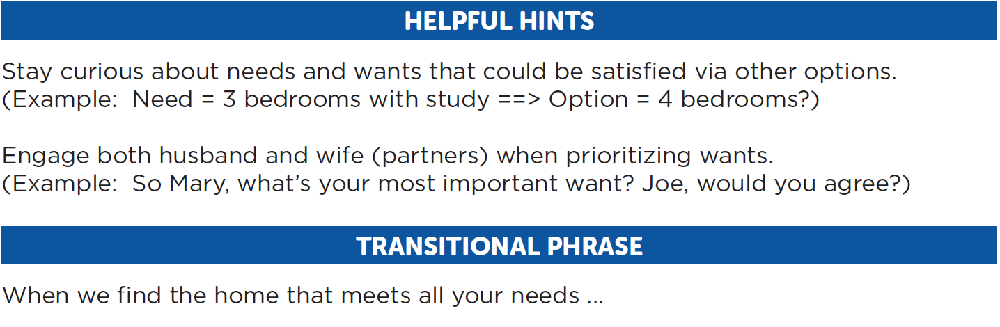 HELPFUL HINTS
Stay curious about needs and wants that could be satisfied via other options.
(Example:  Need = 3 bedrooms with study ==> Option = 4 bedrooms?)
Engage both husband and wife (partners) when prioritizing wants.
(Example:  So Mary, what’s your most important want? Joe, would you agree?)
TRANSITIONAL PHRASE
When we find the home that meets all your needs ...